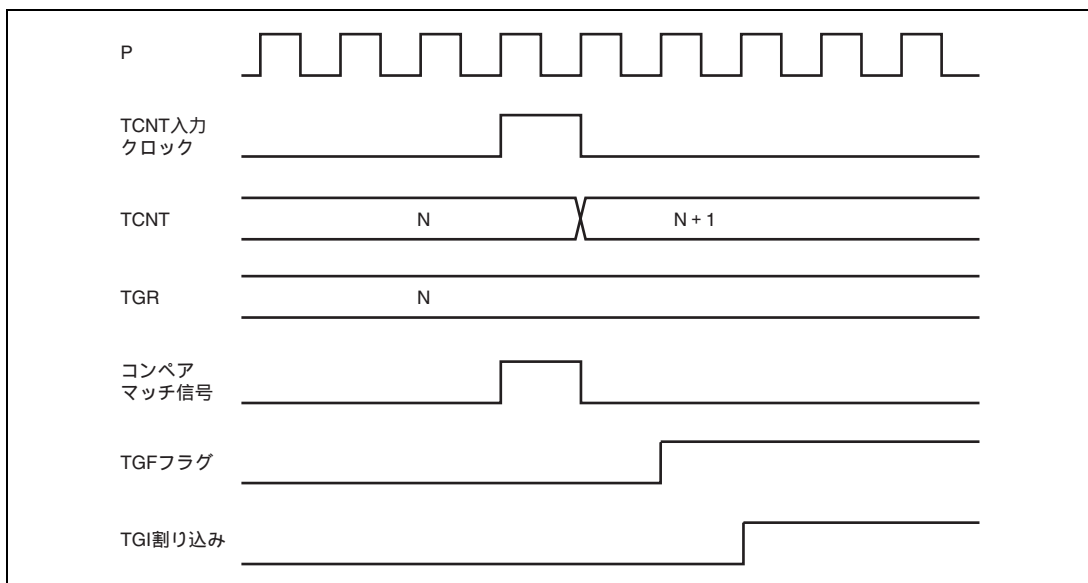 P
TCNT入力
クロック
TCNT
N
N + 1
TGR
N
コンペア
マッチ信号
TGFフラグ
TGI割り込み